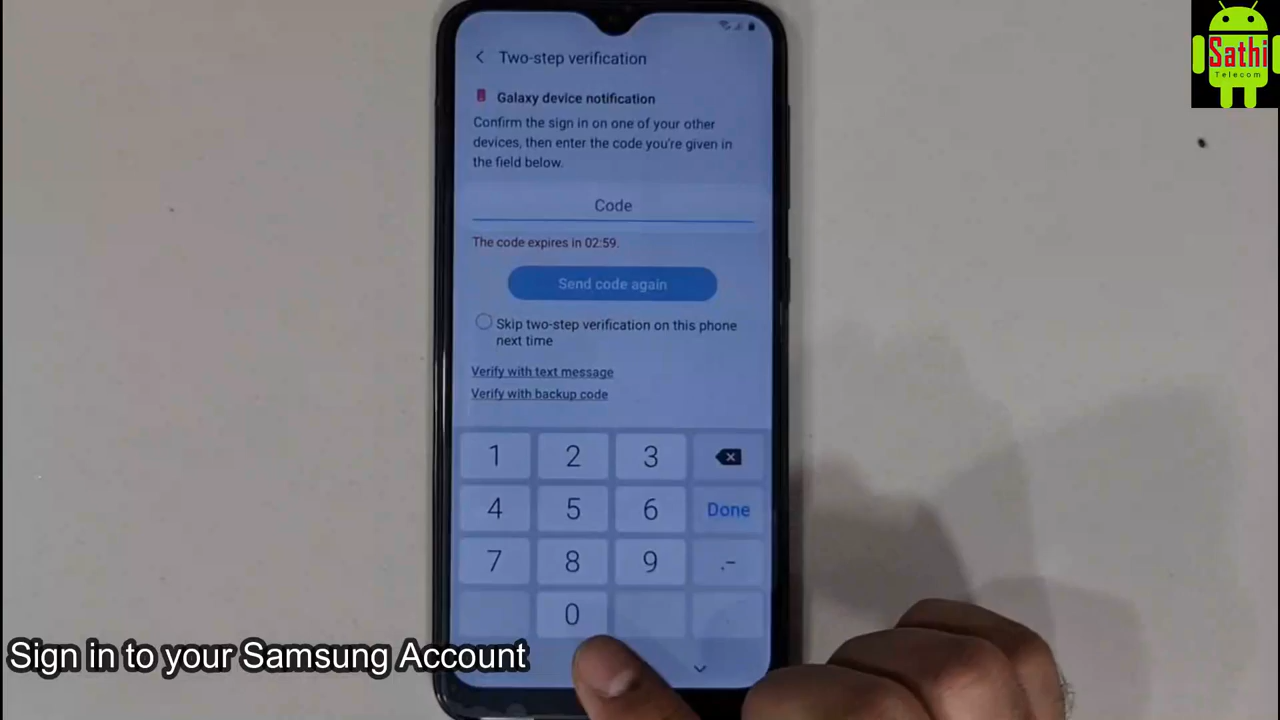 Two-step verification
Galaxy device notification
Confirm the sign in on one of your other
devices, then enter the code you're given in
the field below.
Code
The code expires in 02:59.
Send code again
Skip two-step verification on this phone
next time
Verify with text message
Verify with backup code
1 2 3
4 5 6 Done
7 8 9 .-
0
Sign in to your Samsung Account
Sathi
Telecom